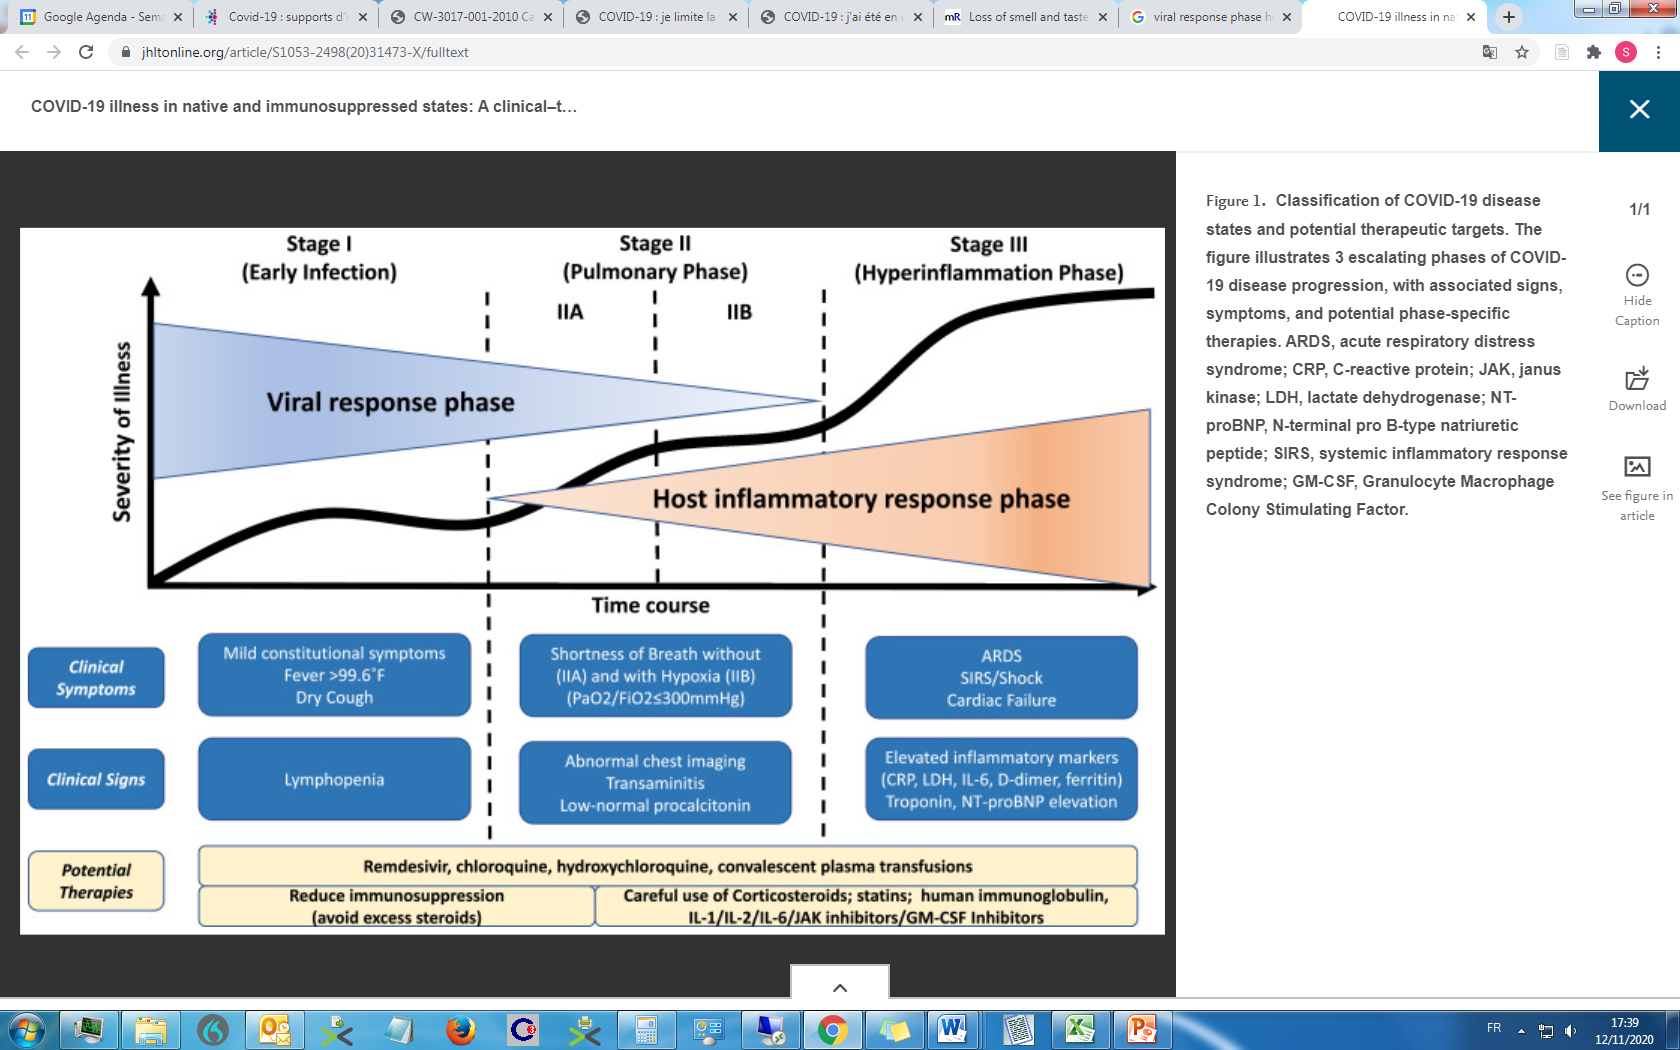 Google Agenda - Sema
Covid-19 : supports d'i
CW-3017-001-2010 Ca
COVID-19 : je limite la
COVID-19 : j'ai été en c
mR Loss of smell and taste
viral response phase h
COVID-19 illness in na
jhltonline.org/article/S1053-2498(20)31473-X/fulltext
S
COVID-19 illness in native and immunosuppressed states: A clinical–t…
Stage I
(Early Infection)
Stage II
(Pulmonary Phase)
Stage III
(Hyperinflammation Phase)
IIA
IIB
Severity of Illness
Viral response phase
Host inflammatory response phase
Time course
Clinical
Symptoms
Mild constitutional symptoms
Fever >99.6°F
Dry Cough
Shortness of Breath without
(IIA) and with Hypoxia (IIB)
(PaO2/FiO2≤300mmHg)
ARDS
SIRS/Shock
Cardiac Failure
Clinical Signs
Lymphopenia
Abnormal chest imaging
Transaminitis
Low-normal procalcitonin
Elevated inflammatory markers
(CRP, LDH, IL-6, D-dimer, ferritin)
Troponin, NT-proBNP elevation
Potential
Therapies
Remdesivir, chloroquine, hydroxychloroquine, convalescent plasma transfusions
Reduce immunosuppression
(avoid excess steroids)
Careful use of Corticosteroids; statins; human immunoglobulin,
IL-1/IL-2/IL-6/JAK inhibitors/GM-CSF Inhibitors
Figure 1. Classification of COVID-19 disease
states and potential therapeutic targets. The
figure illustrates 3 escalating phases of COVID-
19 disease progression, with associated signs,
symptoms, and potential phase-specific
therapies. ARDS, acute respiratory distress
syndrome; CRP, C-reactive protein; JAK, janus
kinase; LDH, lactate dehydrogenase; NT-
proBNP, N-terminal pro B-type natriuretic
peptide; SIRS, systemic inflammatory response
syndrome; GM-CSF, Granulocyte Macrophage
Colony Stimulating Factor.
1/1
Hide
Caption
Download
See figure in
article
FR
17:39
12/11/2020